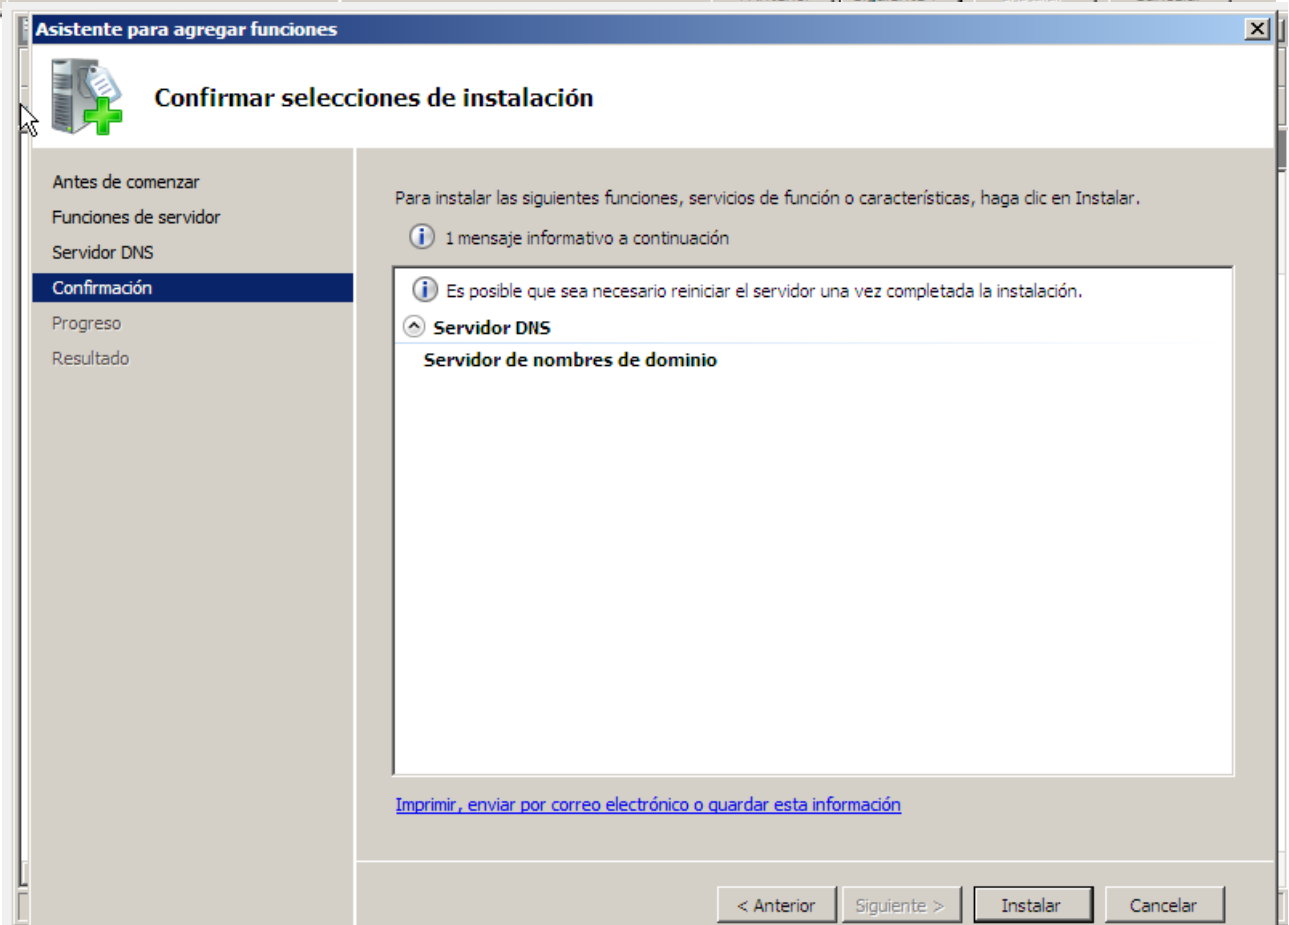 Asistente para agregar funciones
Confirmar selecciones de instalación
Antes de comenzar
Funciones de servidor
Servidor DNS
Confirmación
Progreso
Resultado
Para instalar las siguientes funciones, servicios de función o características, haga clic en Instalar.
1 mensaje informativo a continuación
Es posible que sea necesario reiniciar el servidor una vez completada la instalación.
Servidor DNS
Servidor de nombres de dominio
Imprimir, enviar por correo electrónico o guardar esta información
< Anterior
Siguiente >
Instalar
Cancelar